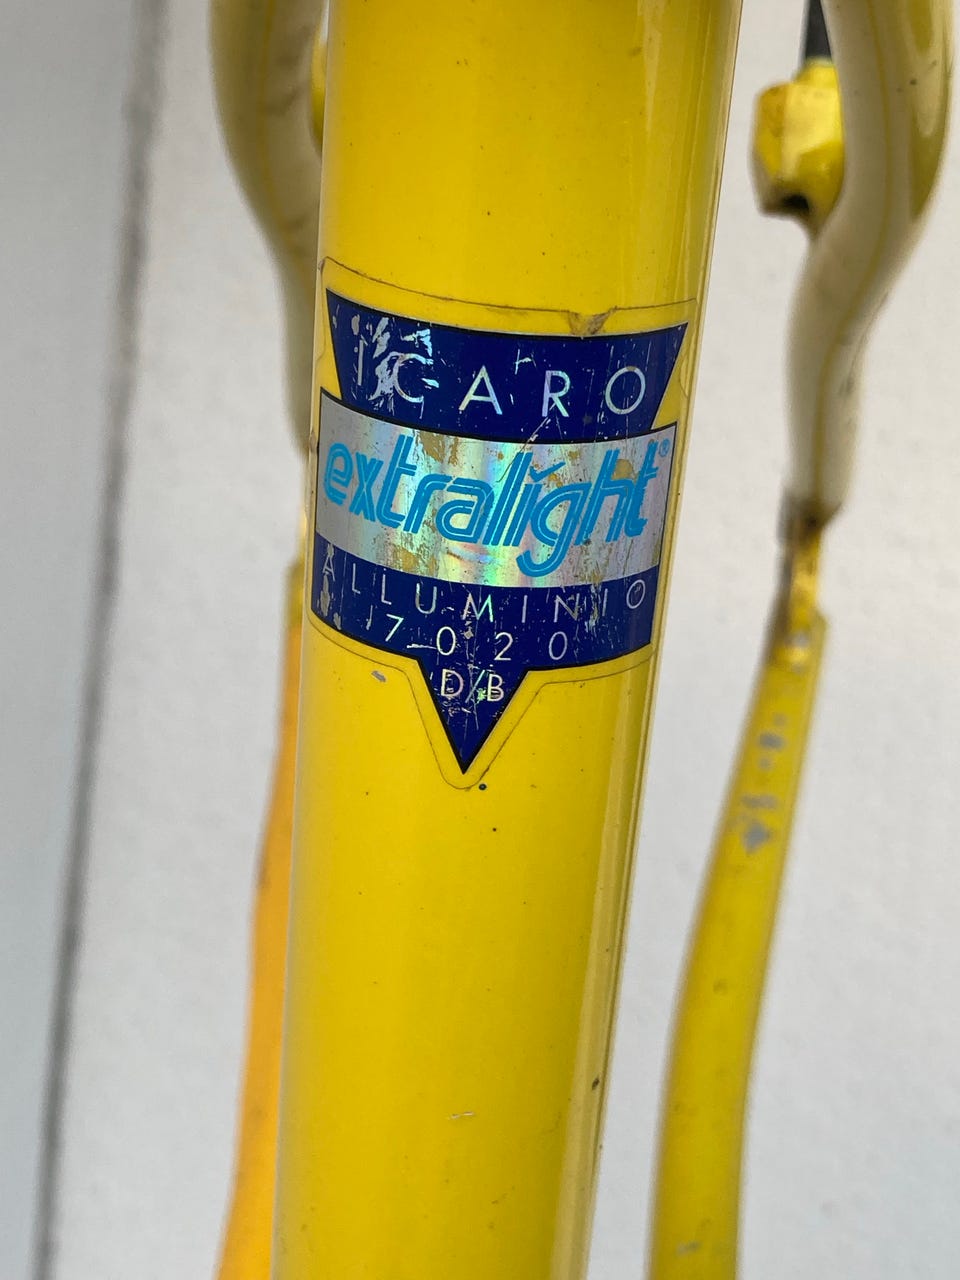 ICARO
extralight®
ALLUMINIO
7020
D/B